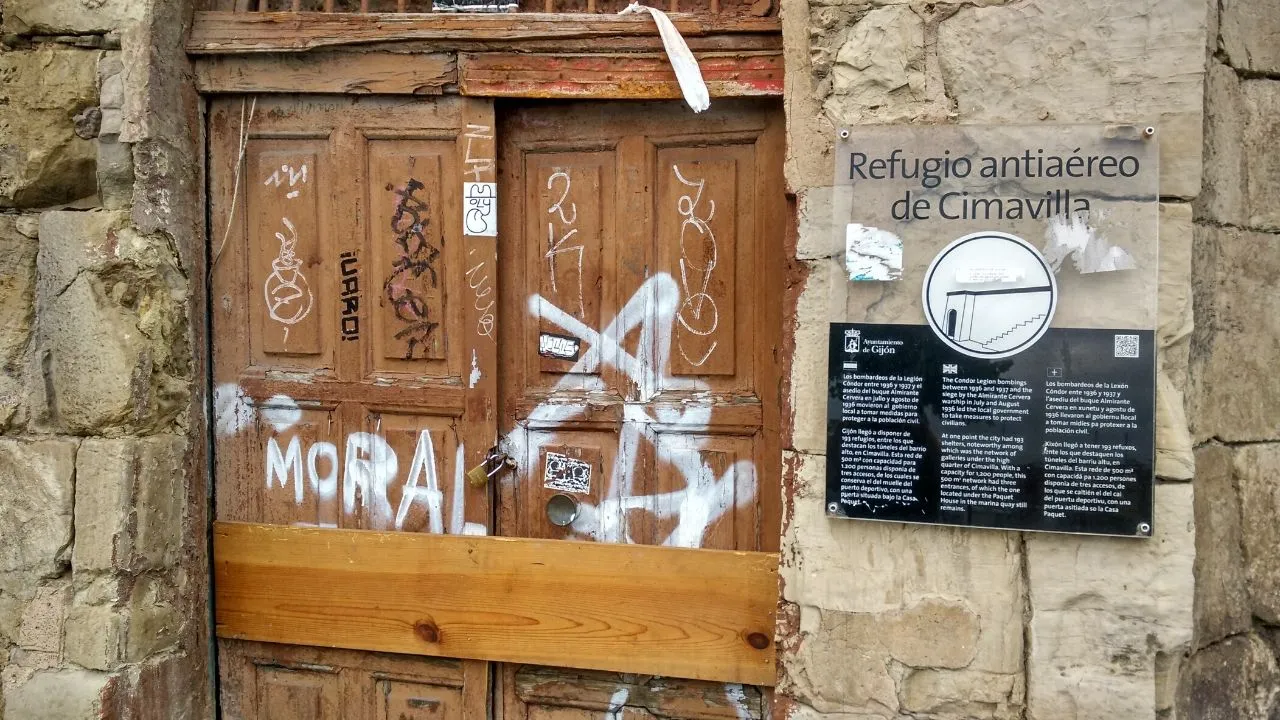 ¡UARD!
MORAL
Refugio antiaéreo
de Cimavilla
Ayuntamiento
de Gijón
Los bombardeos de la Legión
Cóndor entre 1936 y 1937 y el
asedio del buque Almirante
Cervera en julio y agosto de
1936 movieron al gobierno
local a tomar medidas para
proteger a la población civil.
Gijón llegó a disponer de
193 refugios, entre los que
destacan los túneles del barrio
alto, en Cimavilla. Esta red de
500 m² con capacidad para
1.200 personas disponía de
tres accesos, de los cuales se
conserva el del muelle del
puerto deportivo, con una
puerta situada bajo la Casa
Paquet.
The Condor Legion bombings
between 1936 and 1937 and the
siege by the Almirante Cervera
warship in July and August
1936 led the local government
to take measures to protect
civilians.
At one point the city had 193
shelters, noteworthy among
which was the network of
galleries under the high
quarter of Cimavilla. With a
capacity for 1,200 people, this
500 m² network had three
entrances, of which the one
located under the Paquet
House in the marina quay still
remains.
Los bombardeos de la Lexón
Cóndor ente 1936 y 1937 y
l'asediu del buque Almirante
Cervera en xunetu y agostu de
1936 llevaron al gobiernu llocal
a tomar midíes pa protexer a la
población civil.
Xixón llegó a tener 193 refuxos,
ente los que destaquen los
túneles del barriu altu, en
Cimavilla. Esta rede de 500 m²
con capacidá pa 1.200 persones
disponía de tres accesos, de
los que se caltién el del cai
del puertu deportivu, con una
puerta asitiada so la Casa
Paquet.